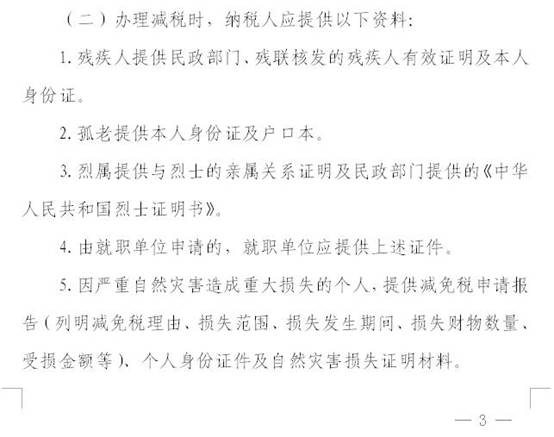 （二）办理减税时，纳税人应提供以下资料：
1.残疾人提供民政部门、残联核发的残疾人有效证明及本人
身份证。
2.孤老提供本人身份证及户口本。
3.烈属提供与烈士的亲属关系证明及民政部门提供的《中华
人民共和国烈士证明书》。
4.由就职单位申请的，就职单位应提供上述证件。
5.因严重自然灾害造成重大损失的个人，提供减免税申请报
告（列明减免税理由、损失范围、损失发生期间、损失财物数量、
受损金额等）、个人身份证件及自然灾害损失证明材料。
— 3